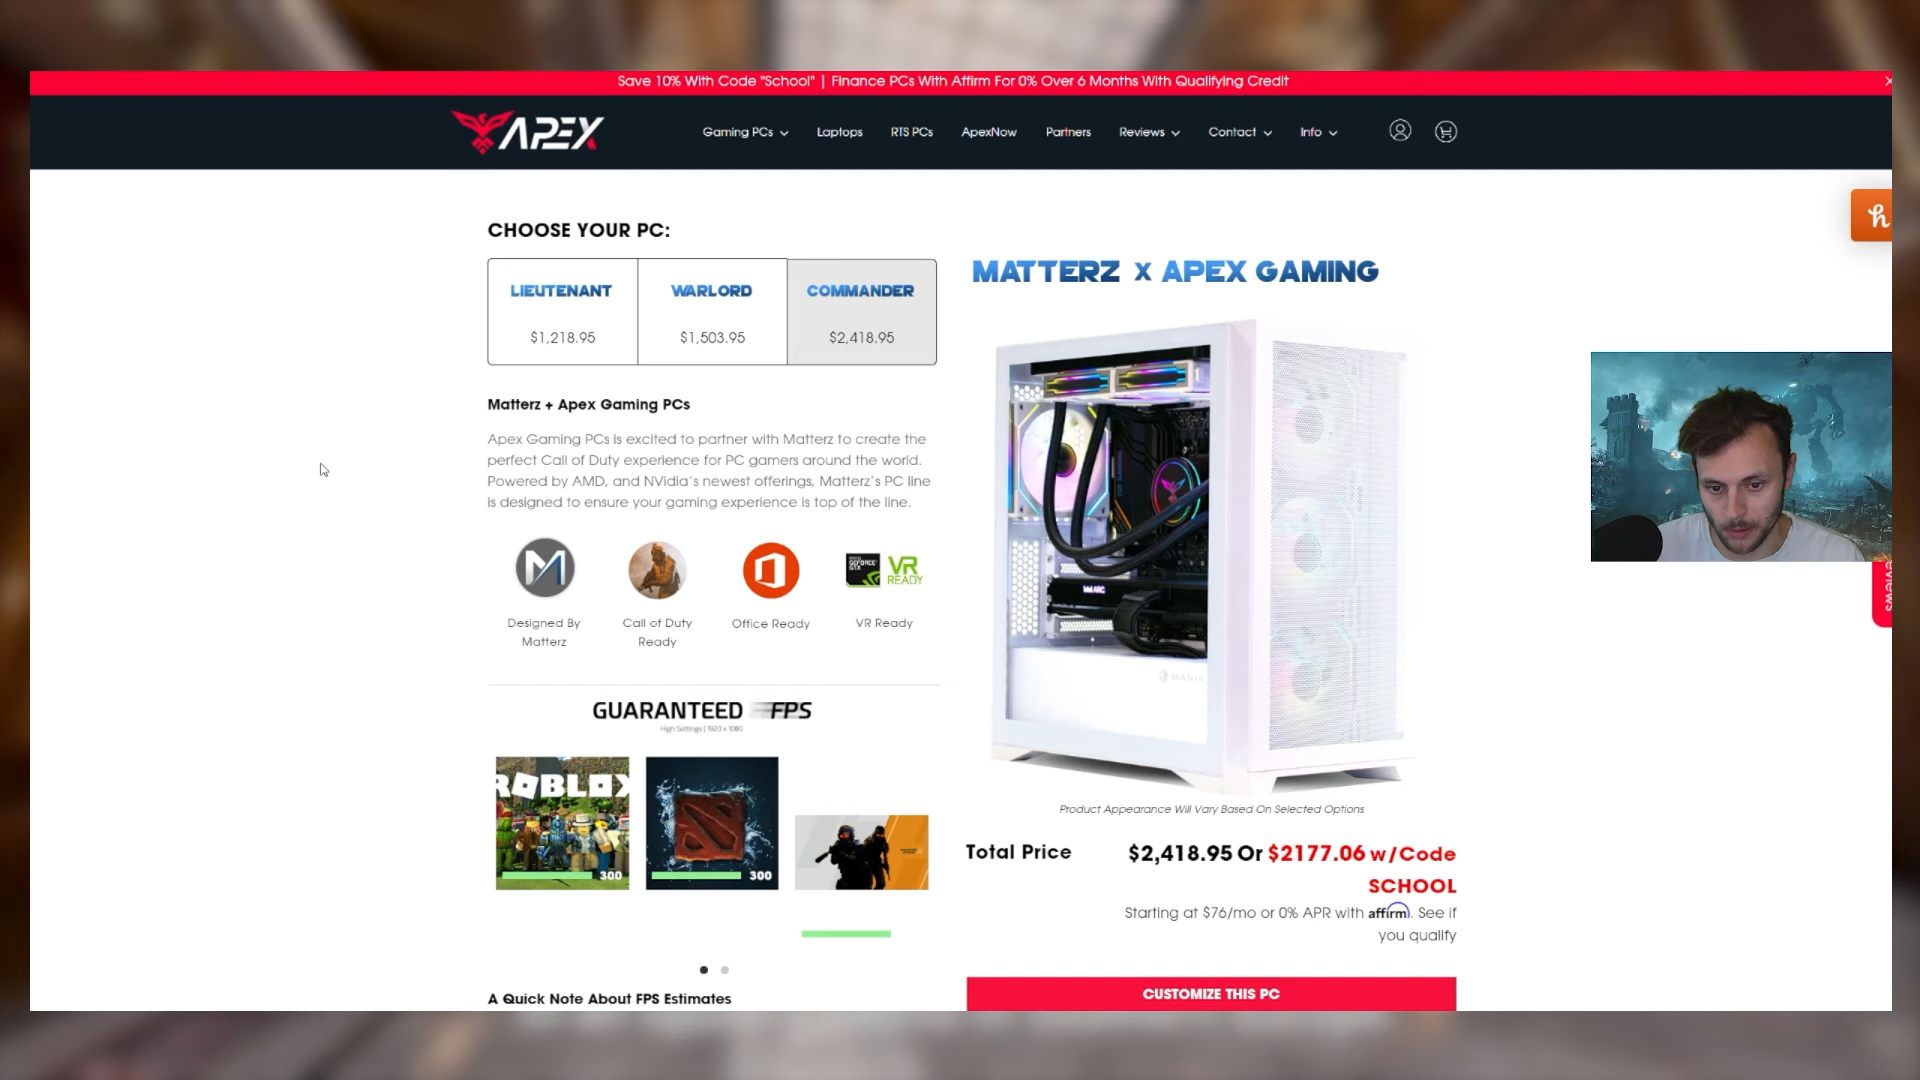 Save 10% With Code "School" | Finance PCs With Affirm For 0% Over 6 Months With Qualifying Credit
APEX
Gaming PCs
Laptops
RTS PCs
ApexNow
Partners
Reviews
Contact
Info
CHOOSE YOUR PC:
LIEUTENANT
$1,218.95
WARLORD
$1,503.95
COMMANDER
$2,418.95
Matterz + Apex Gaming PCs
Apex Gaming PCs is excited to partner with Matterz to create the
perfect Call of Duty experience for PC gamers around the world.
Powered by AMD, and NVidia's newest offerings, Matterz's PC line
is designed to ensure your gaming experience is top of the line.
Designed By
Matterz
Call of Duty
Ready
Office Ready
GEFORCE
GTX
VR
READY
VR Ready
GUARANTEED FPS
High Settings | 1920 x 1080
ROBLOX
300
300
A Quick Note About FPS Estimates
MATTERZ X APEX GAMING
Intel ARC
Product Appearance Will Vary Based On Selected Options
Total Price
$2,418.95 Or $2177.06 w/Code
SCHOOL
Starting at $76/mo or 0% APR with affirm. See if
you qualify
CUSTOMIZE THIS PC